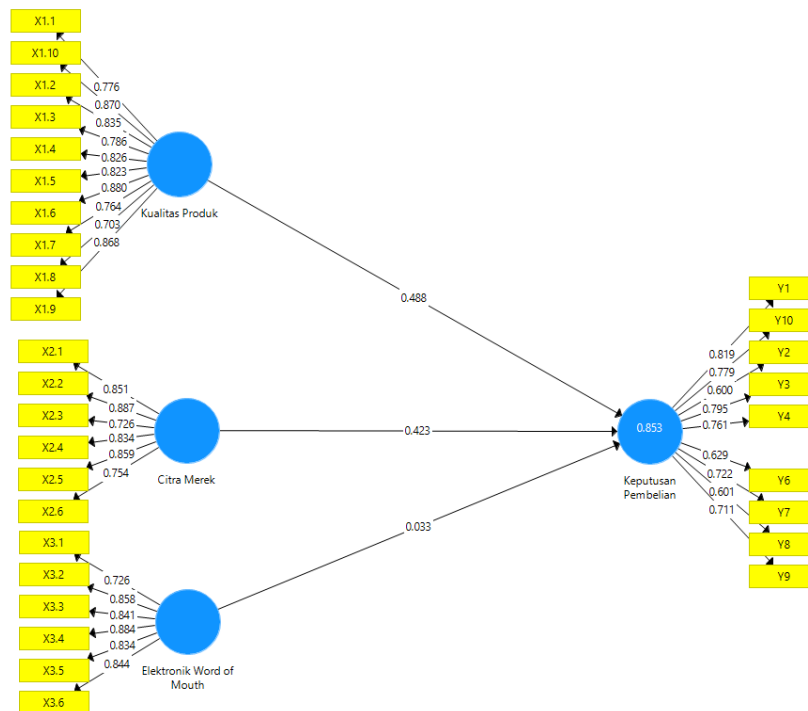 X1.1
X1.10
X1.2
X1.3
X1.4
X1.5
X1.6
X1.7
X1.8
X1.9
0.776
0.870
0.835
0.786
0.826
0.823
0.880
0.764
0.703
0.868
Kualitas Produk
0.488
X2.1
X2.2
X2.3
X2.4
X2.5
X2.6
0.851
0.887
0.726
0.834
0.859
0.754
Citra Merek
0.423
X3.1
X3.2
X3.3
X3.4
X3.5
X3.6
0.726
0.858
0.841
0.884
0.834
0.844
Elektronik Word of
Mouth
0.033
0.853
Keputusan
Pembelian
0.819
0.779
0.600
0.795
0.761
0.629
0.722
0.601
0.711
Y1
Y10
Y2
Y3
Y4
Y6
Y7
Y8
Y9